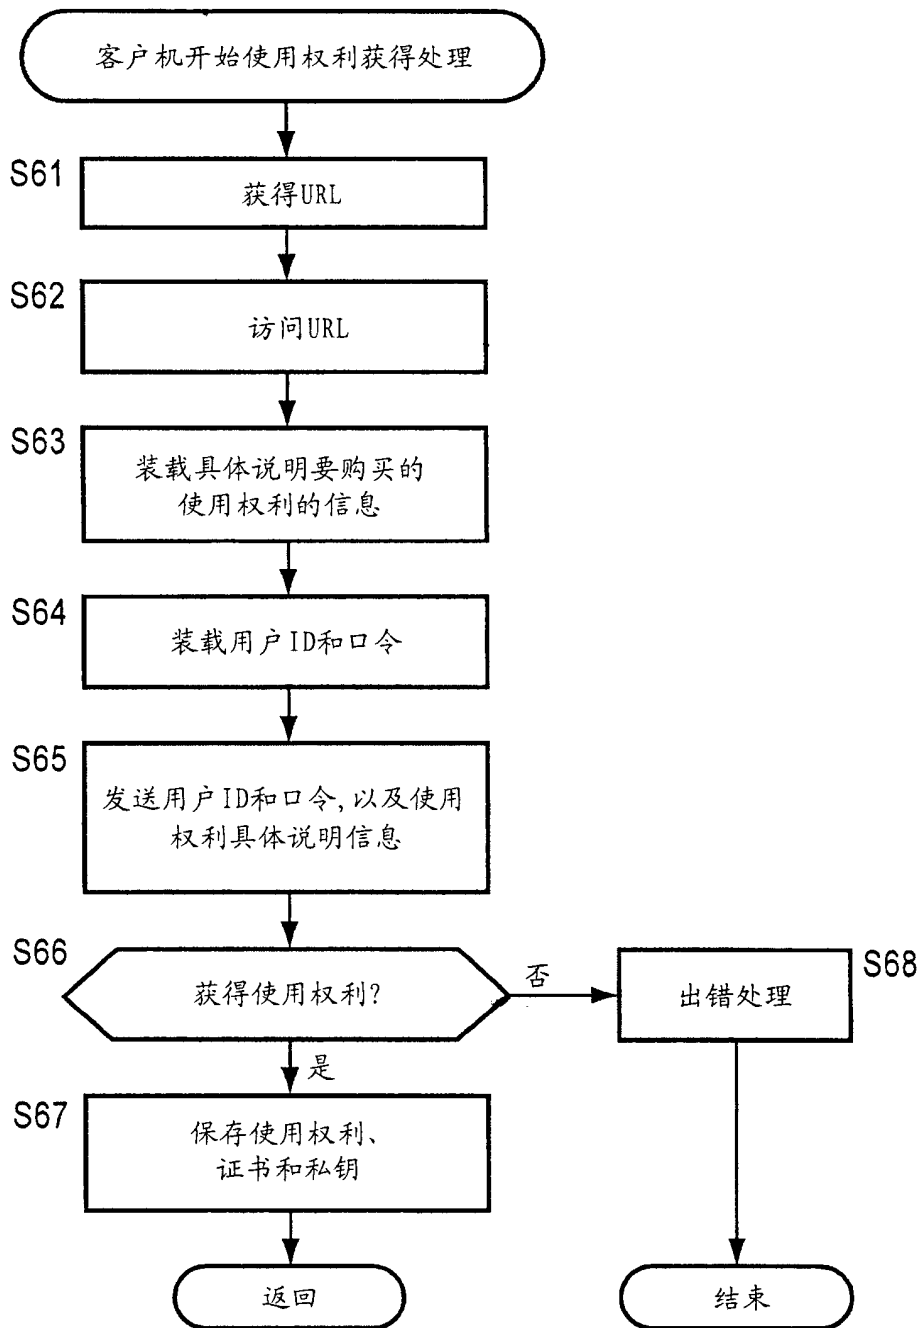 客户机开始使用权利获得处理
S61
获得URL
S62
访问URL
S63
装载具体说明要购买的
使用权利的信息
S64
装载用户ID和口令
S65
发送用户ID和口令,以及使用
权利具体说明信息
S66
获得使用权利?
否
S68
出错处理
是
S67
保存使用权利、
证书和私钥
返回
结束